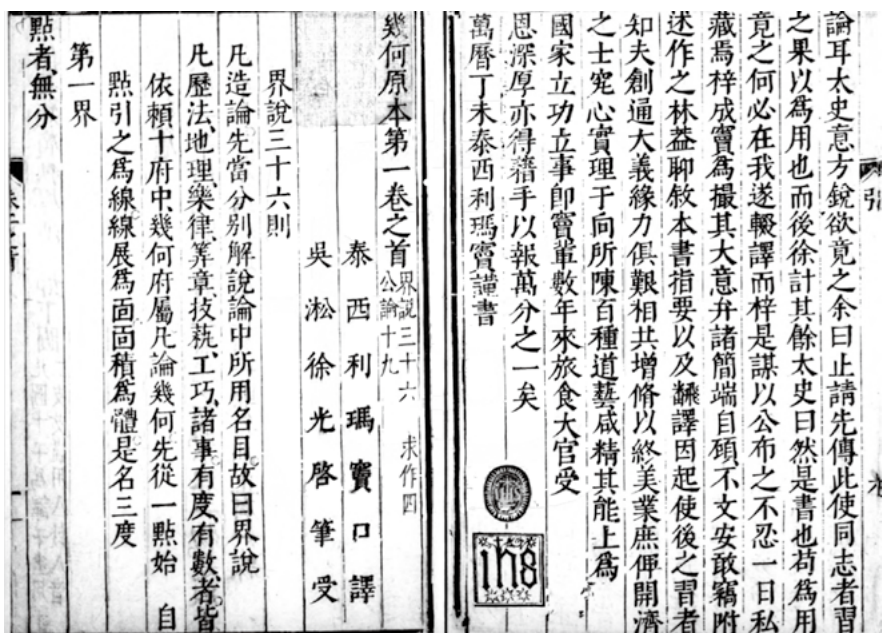 引
論耳太史意方銳欲竟之余曰止請先傳此使同志者習
之果以爲用也而後徐計其餘太史曰然是書也苟爲用
竟之何必在我遂輟譯而梓是謀以公布之不忍一日私
藏焉梓成竇爲撮其大意弁諸簡端自顧、不文安敢竊附
述作之林葢聊敘本書指要以及飜譯因起使後之習者
知夫創通大義緣力俱艱相共增修以終美業庶俾開濟
之士究心實理于向所陳百種道藝、咸精其能上爲
國家立功立事即竇輩數年來旅食大官受
恩深厚亦得藉手以報萬分之一矣
萬曆丁未泰西利瑪竇謹書
ihs
幾何原本第一卷之首 界說三十六 求作四
公論十九
泰西利瑪竇口譯
吳淞徐光啓筆受
界說三十六則
凡造論、先當分別解說論中所用名目故曰界說
凡歷法、地理、樂律、筭章、技藝、工巧、諸事有度、有數者皆
依賴十府中、幾何府屬凡論幾何先從一點始 自
點引之爲線線展爲面面積爲體是名三度
第一界
點者、無分